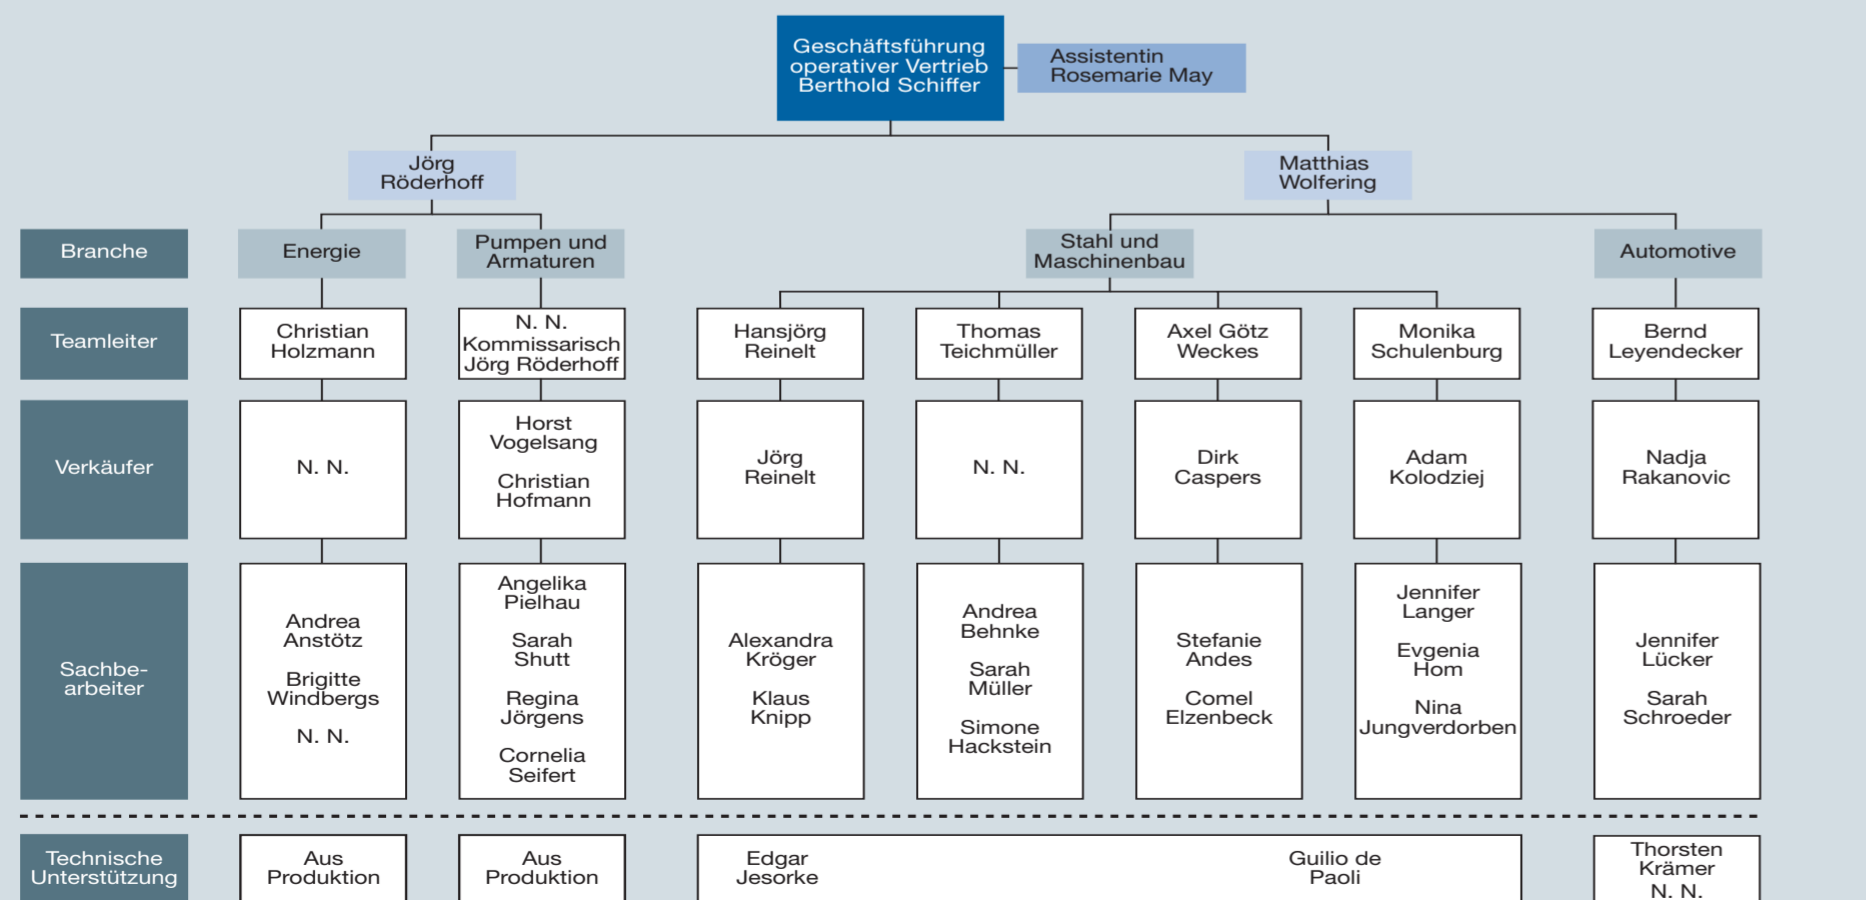 Geschäftsführung
operativer Vertrieb
Berthold Schiffer
Assistentin
Rosemarie May
Jörg
Röderhoff
Matthias
Wolfering
Branche
Energie
Pumpen und
Armaturen
Stahl und
Maschinenbau
Automotive
Teamleiter
Christian
Holzmann
N. N.
Kommissarisch
Jörg Röderhoff
Hansjörg
Reinelt
Thomas
Teichmüller
Axel Götz
Weckes
Monika
Schulenburg
Bernd
Leyendecker
Verkäufer
N. N.
Horst
Vogelsang
Christian
Hofmann
Jörg
Reinelt
N. N.
Dirk
Caspers
Adam
Kolodziej
Nadja
Rakanovic
Sachbe-
arbeiter
Andrea
Anstötz
Brigitte
Windbergs
N. N.
Angelika
Pielhau
Sarah
Shutt
Regina
Jörgens
Cornelia
Seifert
Alexandra
Kröger
Klaus
Knipp
Andrea
Behnke
Sarah
Müller
Simone
Hackstein
Stefanie
Andes
Comel
Elzenbeck
Jennifer
Langer
Evgenia
Hom
Nina
Jungverdorben
Jennifer
Lücker
Sarah
Schroeder
Technische
Unterstützung
Aus
Produktion
Aus
Produktion
Edgar
Jesorke
Guilio de
Paoli
Thorsten
Krämer
N. N.